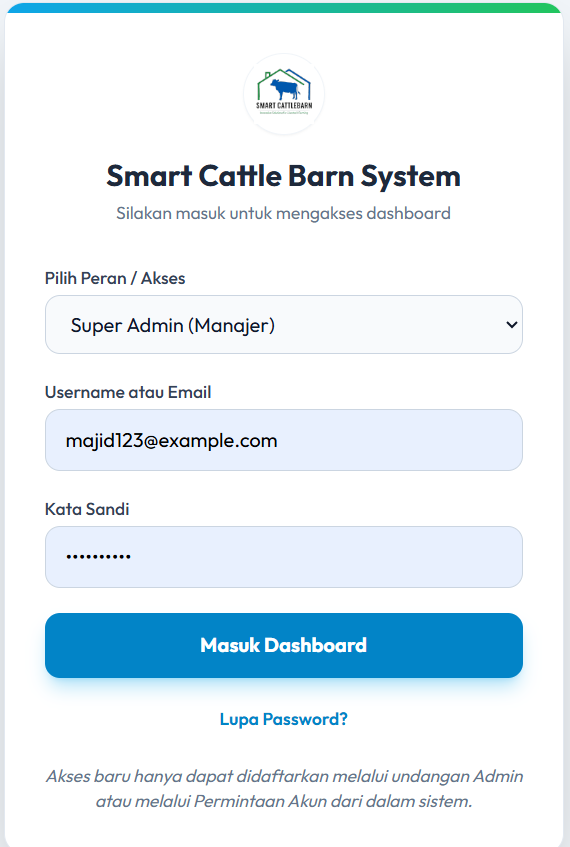 SMART CATTLEBARN
Smart Cattle Barn System
Silakan masuk untuk mengakses dashboard
Pilih Peran / Akses
Super Admin (Manajer)
Username atau Email
majid123@example.com
Kata Sandi
••••••••••
Masuk Dashboard
Lupa Password?
Akses baru hanya dapat didaftarkan melalui undangan Admin
atau melalui Permintaan Akun dari dalam sistem.